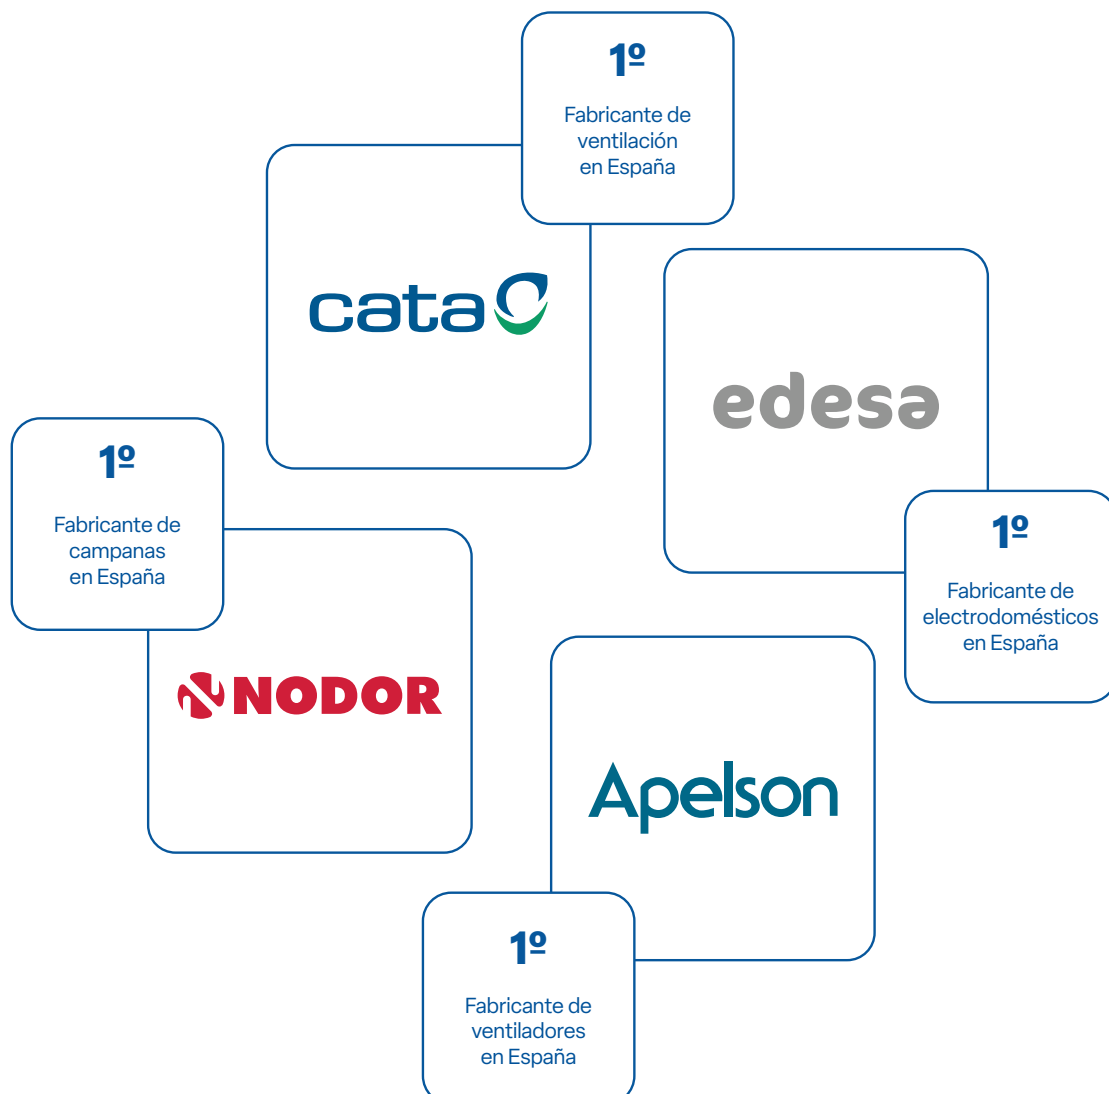 1º
Fabricante de
ventilación
en España
cata
edesa
1º
Fabricante de
campanas
en España
1º
Fabricante de
electrodomésticos
en España
NODOR
Apelson
1º
Fabricante de
ventiladores
en España